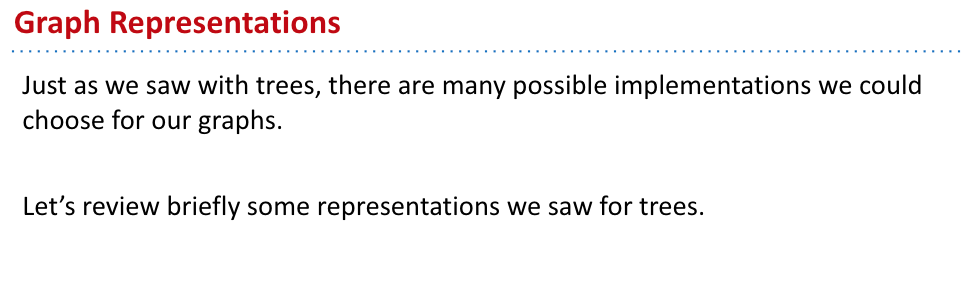 Graph Representations
Just as we saw with trees, there are many possible implementations we could
choose for our graphs.
Let’s review briefly some representations we saw for trees.